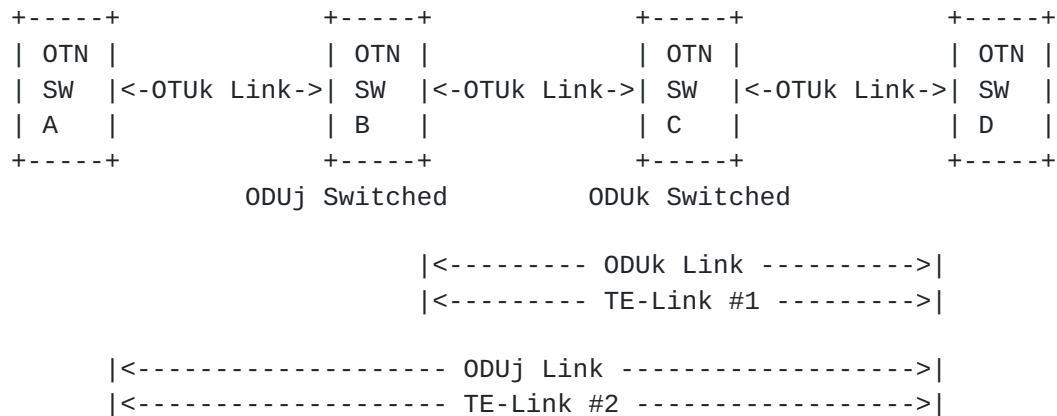 +-----+             +-----+             +-----+             +-----+
| OTN |             | OTN |             | OTN |             | OTN |
| SW  |<-OTUk Link->| SW  |<-OTUk Link->| SW  |<-OTUk Link->| SW  |
| A   |             | B   |             | C   |             | D   |
+-----+             +-----+             +-----+             +-----+
               ODUj Switched         ODUk Switched
                          |<--------- ODUk Link ---------->|
                          |<--------- TE-Link #1 --------->|
      |<-------------------- ODUj Link ------------------->|
      |<-------------------- TE-Link #2 ------------------>|